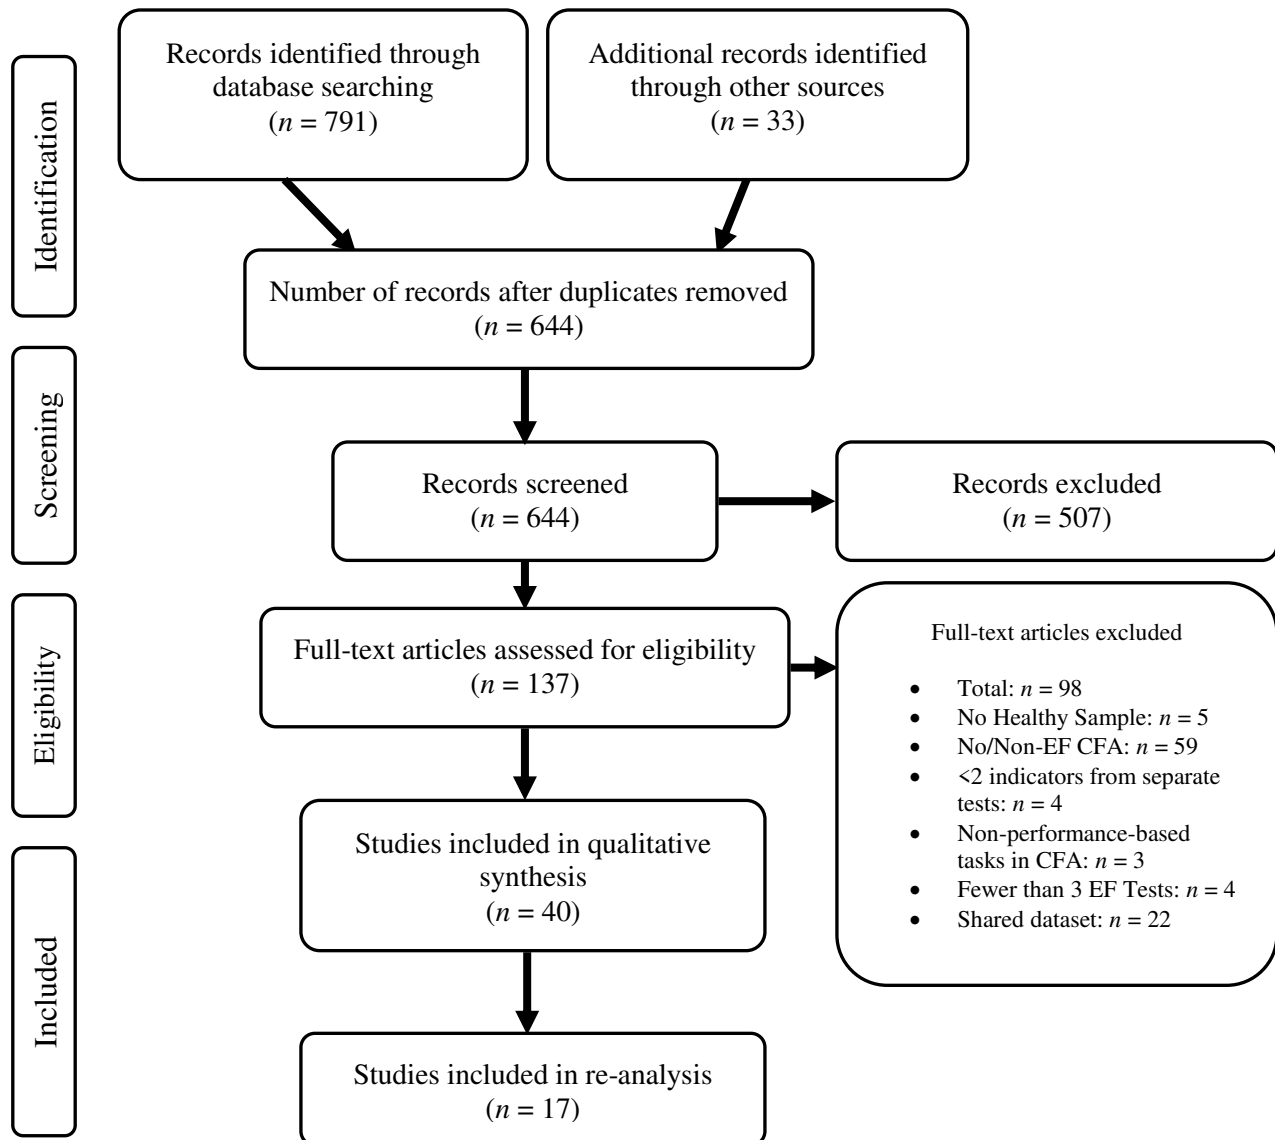 Identification
Records identified through
database searching
(n = 791)
Additional records identified
through other sources
(n = 33)
Number of records after duplicates removed
(n = 644)
Screening
Records screened
(n = 644)
Records excluded
(n = 507)
Eligibility
Full-text articles assessed for eligibility
(n = 137)
Full-text articles excluded
• Total: n = 98
• No Healthy Sample: n = 5
• No/Non-EF CFA: n = 59
• <2 indicators from separate
tests: n = 4
• Non-performance-based
tasks in CFA: n = 3
• Fewer than 3 EF Tests: n = 4
• Shared dataset: n = 22
Included
Studies included in qualitative
synthesis
(n = 40)
Studies included in re-analysis
(n = 17)